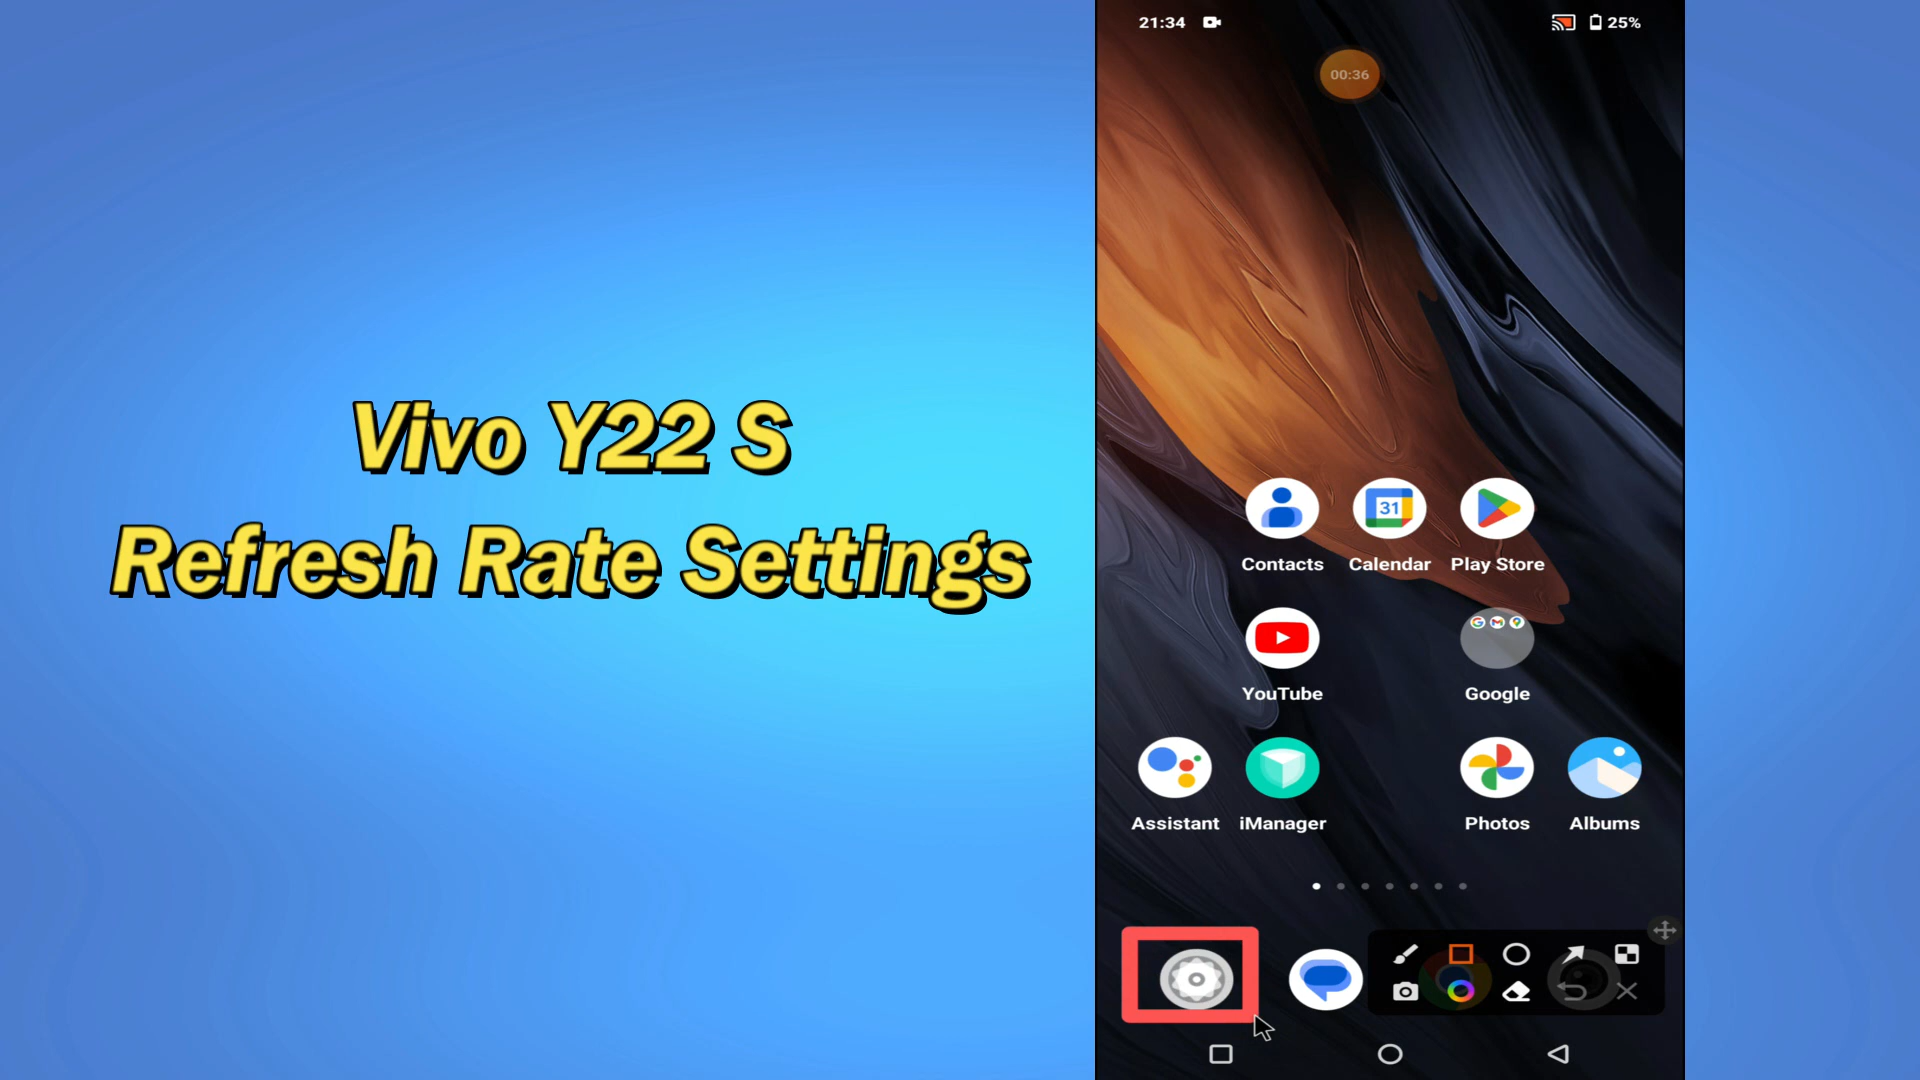 Vivo Y22 S
Refresh Rate Settings
21:34
25%
00:36
31
Contacts
Calendar
Play Store
YouTube
Google
Assistant
iManager
Photos
Albums